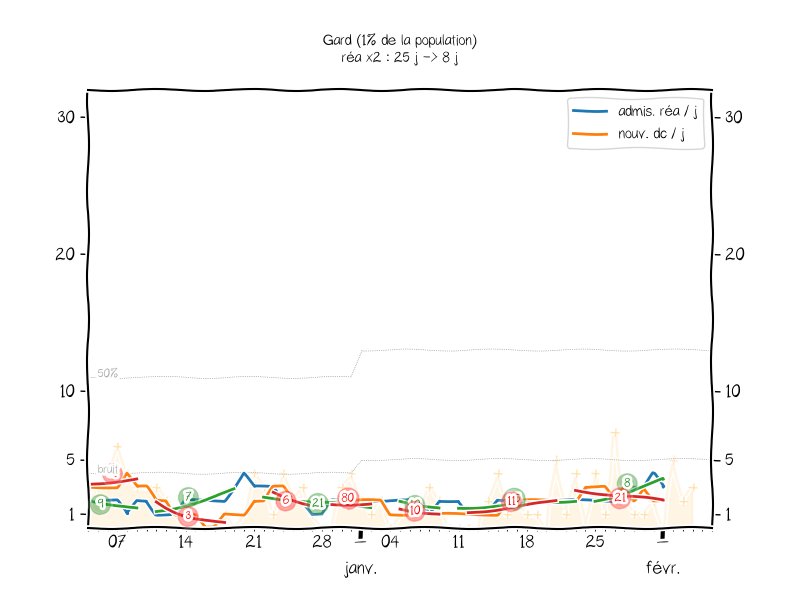 Gard (1% de la population)
réa x2 : 25 j -> 8 j
admis. réa / j
nouv. dc / j
30 30
20 20
10 10
50%
5 5
bruit
1 1
9 7 3 6 21 80 10 11 21 8
07 14 21 28 04 11 18 25
janv. févr.